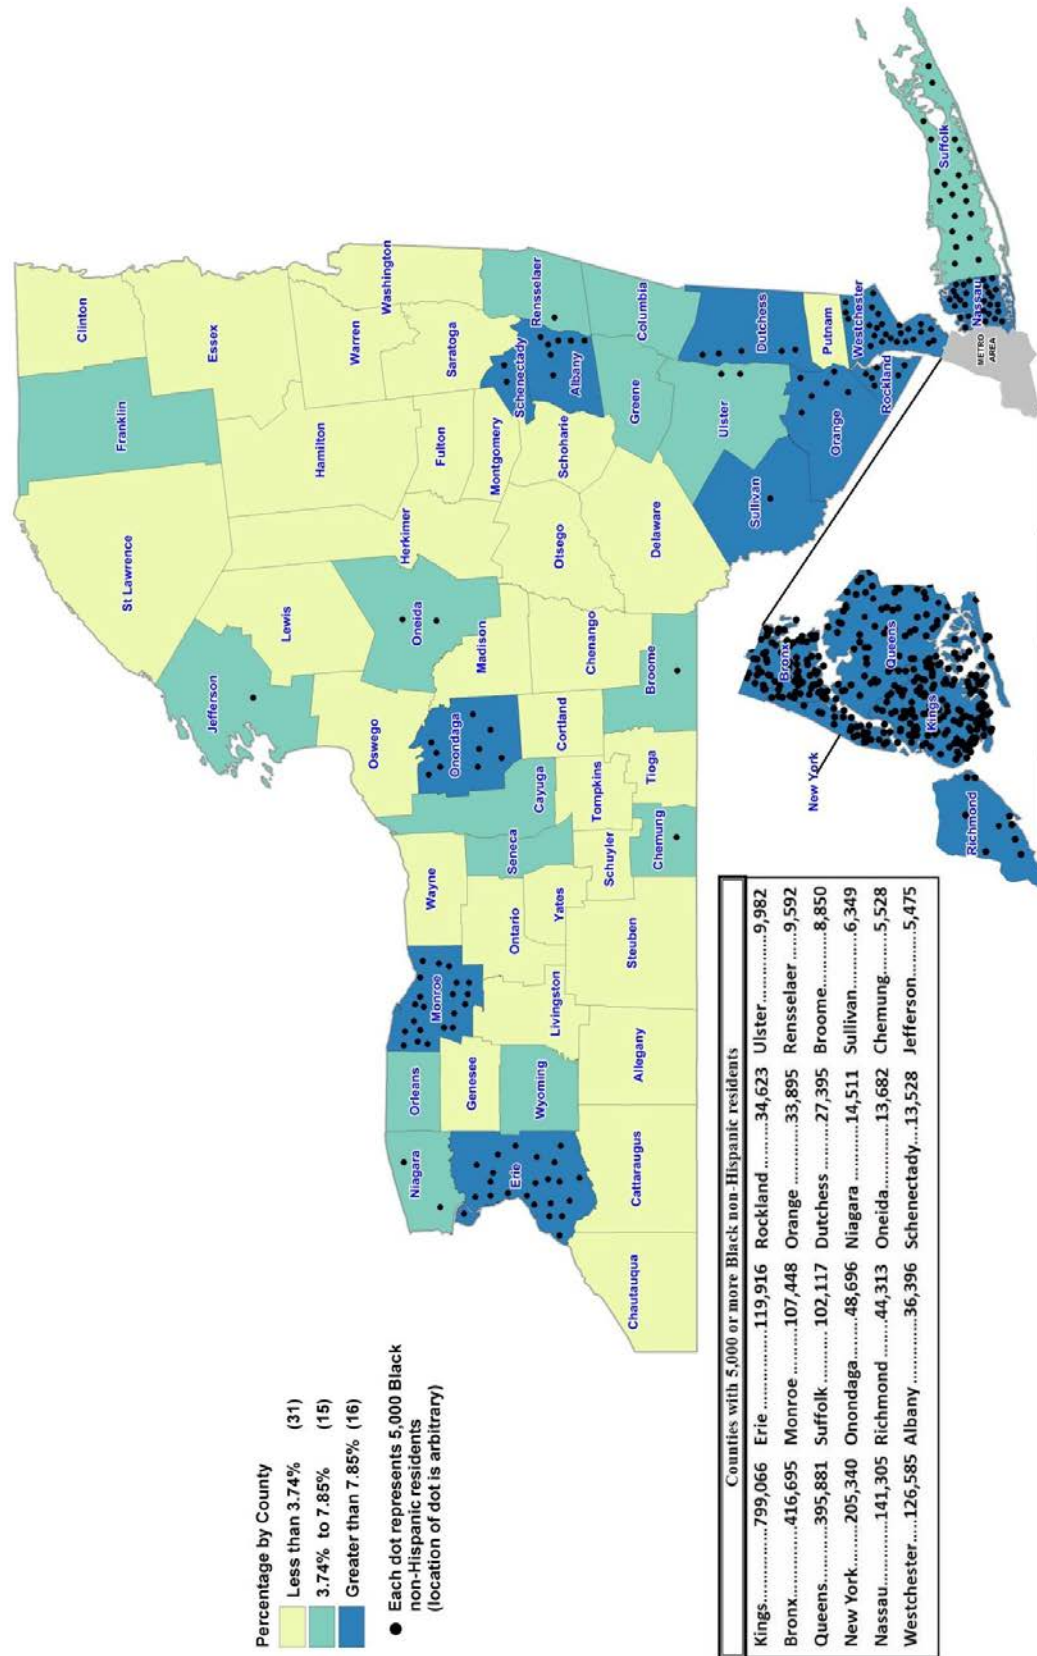 Percentage by County
Less than 3.74% (31)
3.74% to 7.85% (15)
Greater than 7.85% (16)
Each dot represents 5,000 Black
non-Hispanic residents
(location of dot is arbitrary)
Clinton
Franklin
St Lawrence
Essex
Jefferson
Lewis
Hamilton
Warren
Washington
Herkimer
Oswego
Oneida
Fulton
Saratoga
Niagara
Orleans
Monroe
Wayne
Cayuga
Onondaga
Madison
Montgomery
Schenectady
Rensselaer
Erie
Genesee
Wyoming
Livingston
Ontario
Yates
Seneca
Cortland
Chenango
Otsego
Schoharie
Albany
Chautauqua
Cattaraugus
Allegany
Steuben
Schuyler
Tompkins
Chemung
Tioga
Broome
Delaware
Greene
Columbia
Ulster
Sullivan
Dutchess
Orange
Putnam
Rockland
Westchester
METRO
AREA
Nassau
Suffolk
New York
Bronx
Queens
Kings
Richmond
Counties with 5,000 or more Black non-Hispanic residents
Kings.........799,066 Erie ..............119,916 Rockland ..........34,623 Ulster............9,982
Bronx.........416,695 Monroe ..........107,448 Orange .............33,895 Rensselaer .....9,592
Queens.........395,881 Suffolk ..........102,117 Dutchess ..........27,395 Broome..........8,850
New York.....205,340 Onondaga.........48,696 Niagara ............14,511 Sullivan.........6,349
Nassau.........141,305 Richmond .........44,313 Oneida..............13,682 Chemung........5,528
Westchester....126,585 Albany .............36,396 Schenectady....13,528 Jefferson........5,475